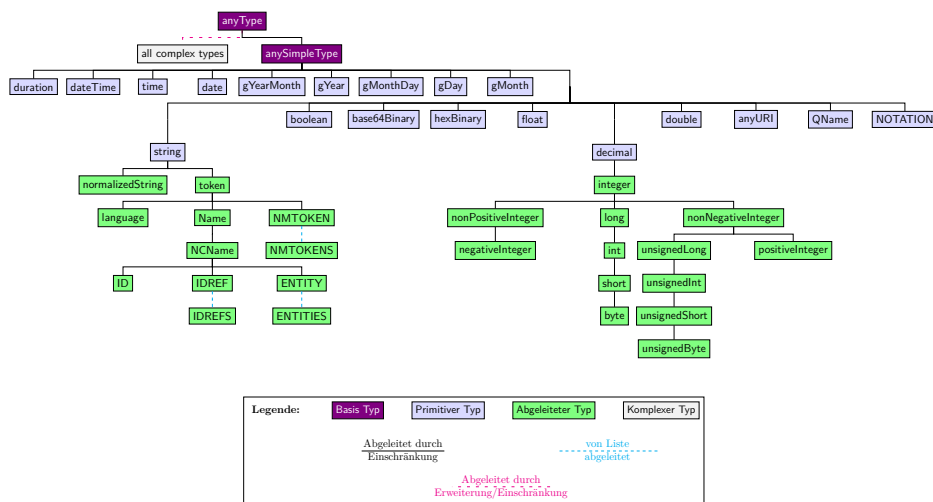 anyType
all complex types anySimpleType
duration dateTime time date gYearMonth gYear gMonthDay gDay gMonth
boolean base64Binary hexBinary float double anyURI QName NOTATION
string decimal
normalizedString token integer
language Name NMTOKEN nonPositiveInteger long nonNegativeInteger
NCName NMTOKENS negativeInteger int unsignedLong positiveInteger
ID IDREF ENTITY short unsignedInt
IDREFS ENTITIES byte unsignedShort
unsignedByte
Legende: Basis Typ Primitiver Typ Abgeleiteter Typ Komplexer Typ
Abgeleitet durch von Liste
Einschränkung abgeleitet
Abgeleitet durch
Erweiterung/Einschränkung